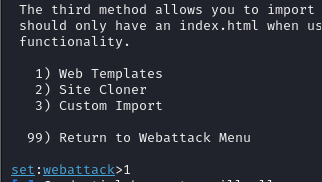 The third method allows you to import
should only have an index.html when us
functionality.
1) Web Templates
2) Site Cloner
3) Custom Import
99) Return to Webattack Menu
set:webattack>1